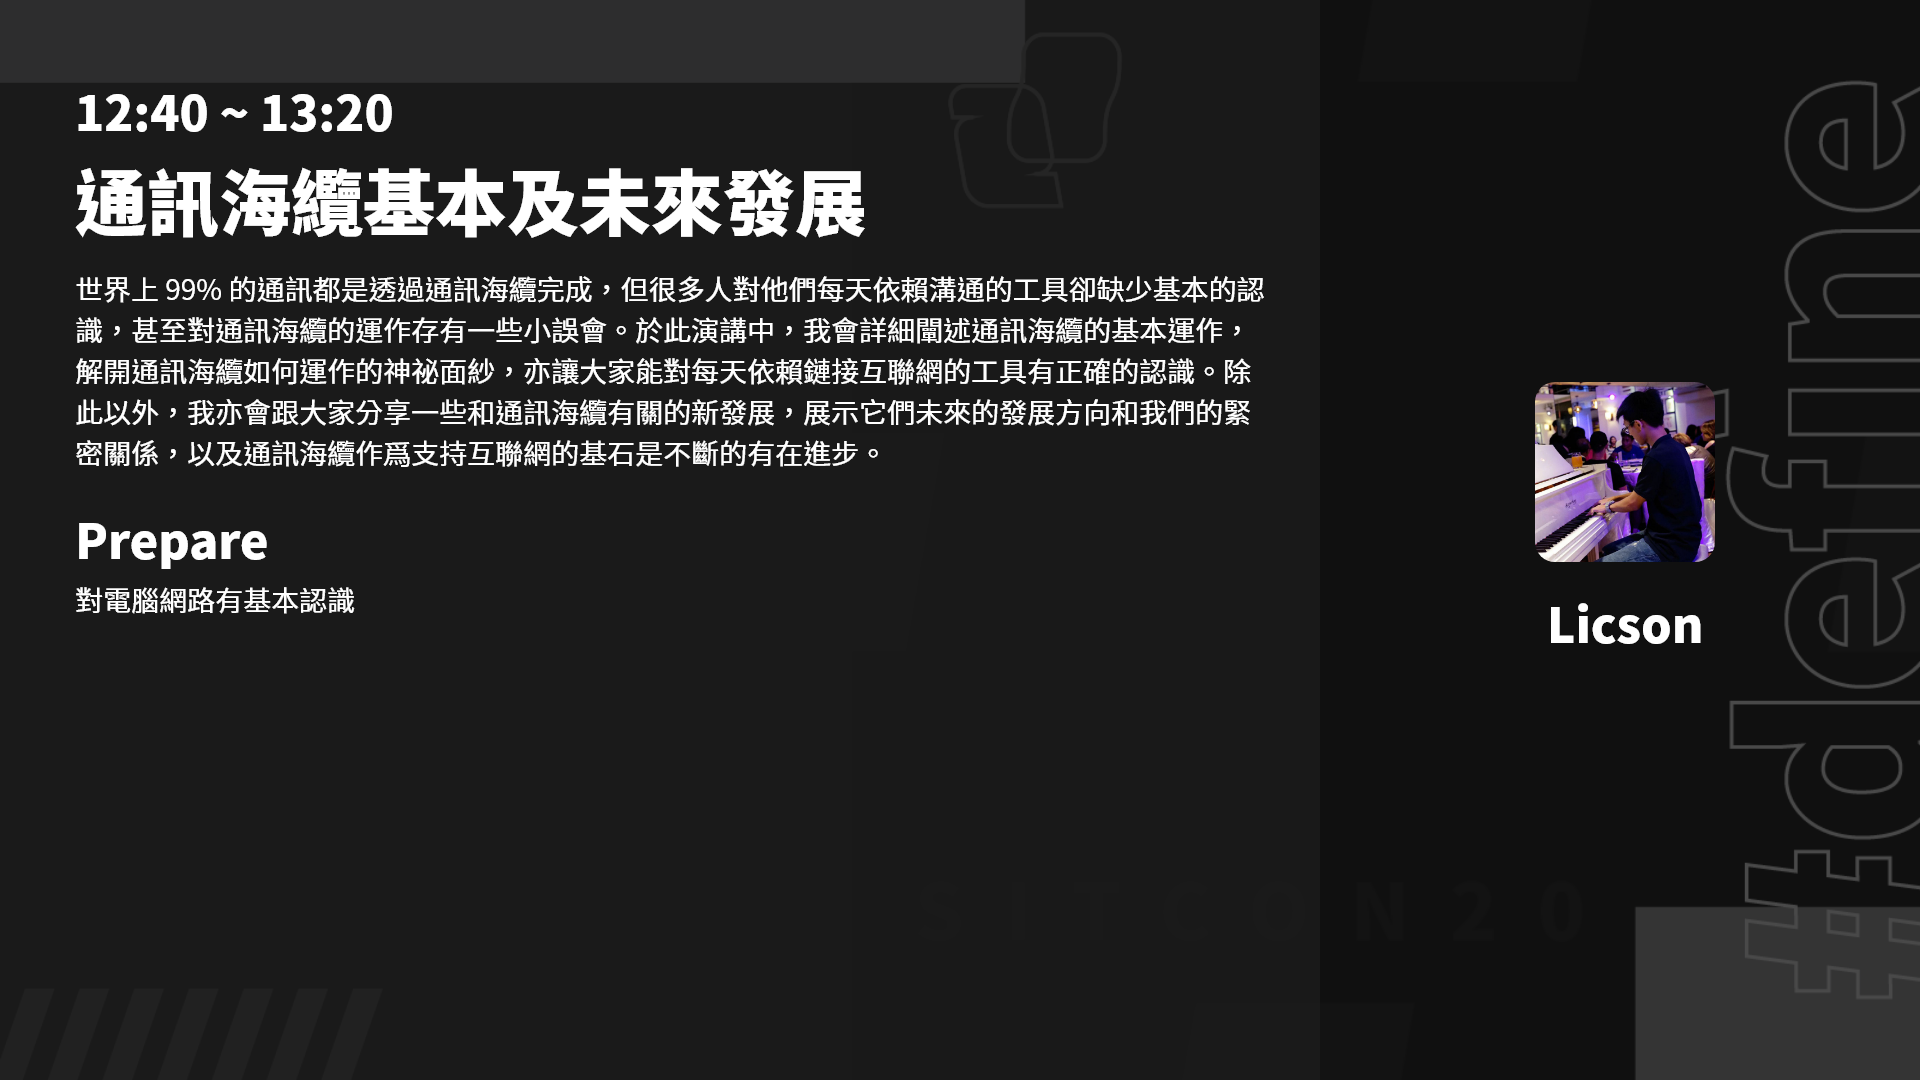 12:40 ~ 13:20
通訊海纜基本及未來發展
世界上 99% 的通訊都是透過通訊海纜完成，但很多人對他們每天依賴溝通的工具卻缺少基本的認
識，甚至對通訊海纜的運作存有一些小誤會。於此演講中，我會詳細闡述通訊海纜的基本運作，
解開通訊海纜如何運作的神祕面紗，亦讓大家能對每天依賴鏈接互聯網的工具有正確的認識。除
此以外，我亦會跟大家分享一些和通訊海纜有關的新發展，展示它們未來的發展方向和我們的緊
密關係，以及通訊海纜作爲支持互聯網的基石是不斷的有在進步。
Prepare
對電腦網路有基本認識
Licson
#define
SITCON20